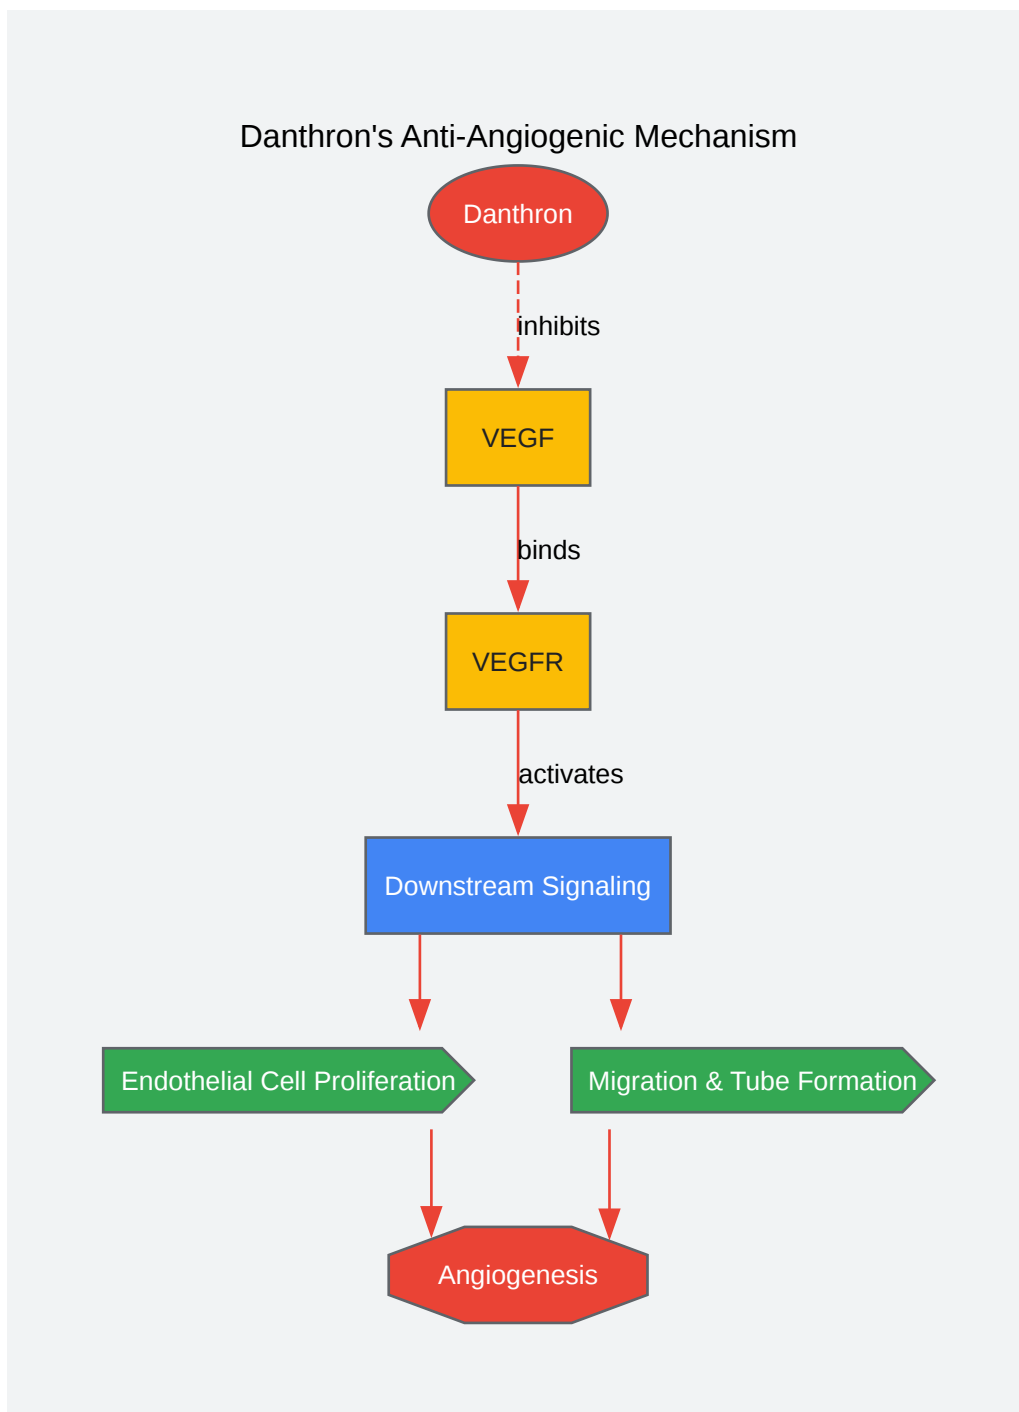 Danthron's Anti-Angiogenic Mechanism
Danthron
inhibits
VEGF
binds
VEGFR
activates
Downstream Signaling
Endothelial Cell Proliferation
Migration & Tube Formation
Angiogenesis